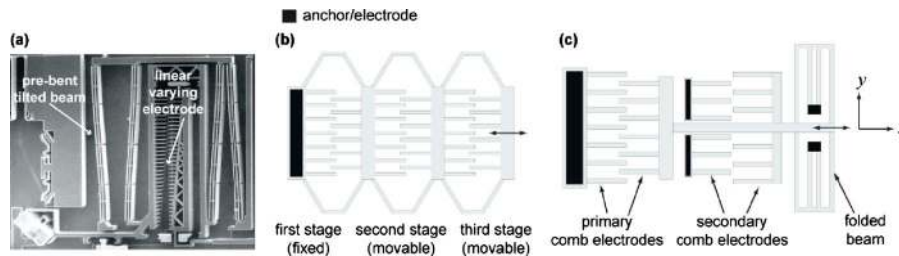 anchor/electrode
(a)
pre-bent
tilted beam
linear
varying
electrode
(b)
first stage
(fixed)
second stage
(movable)
third stage
(movable)
(c)
y
primary
comb electrodes
secondary
comb electrodes
folded
beam